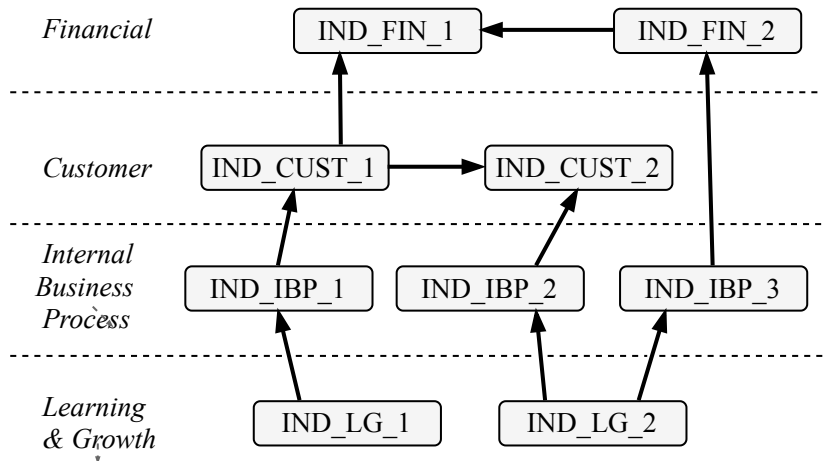 Financial
IND_FIN_1
IND_FIN_2
Customer
IND_CUST_1
IND_CUST_2
Internal
Business
Process
IND_IBP_1
IND_IBP_2
IND_IBP_3
Learning
& Growth
IND_LG_1
IND_LG_2